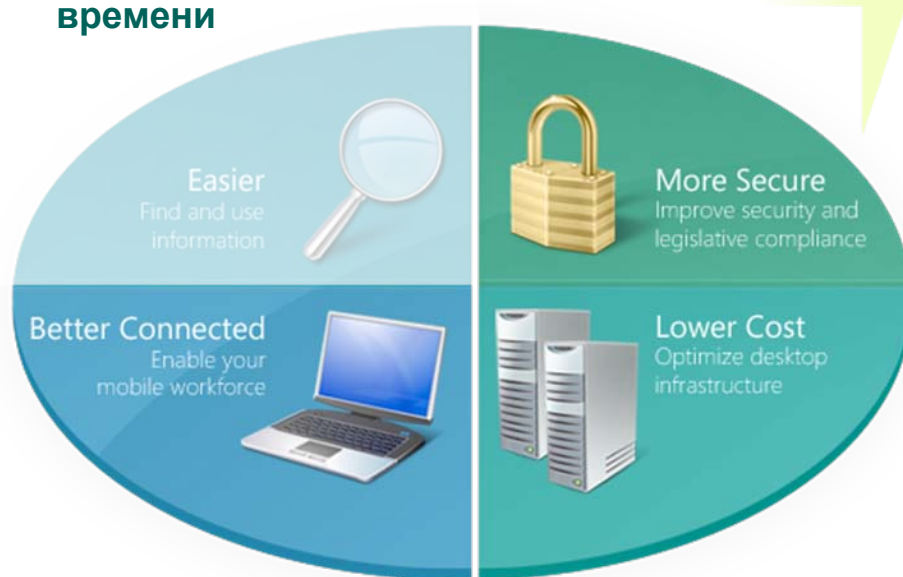 времени
Easier
Find and use
information
More Secure
Improve security and
legislative compliance
Better Connected
Enable your
mobile workforce
Lower Cost
Optimize desktop
infrastructure